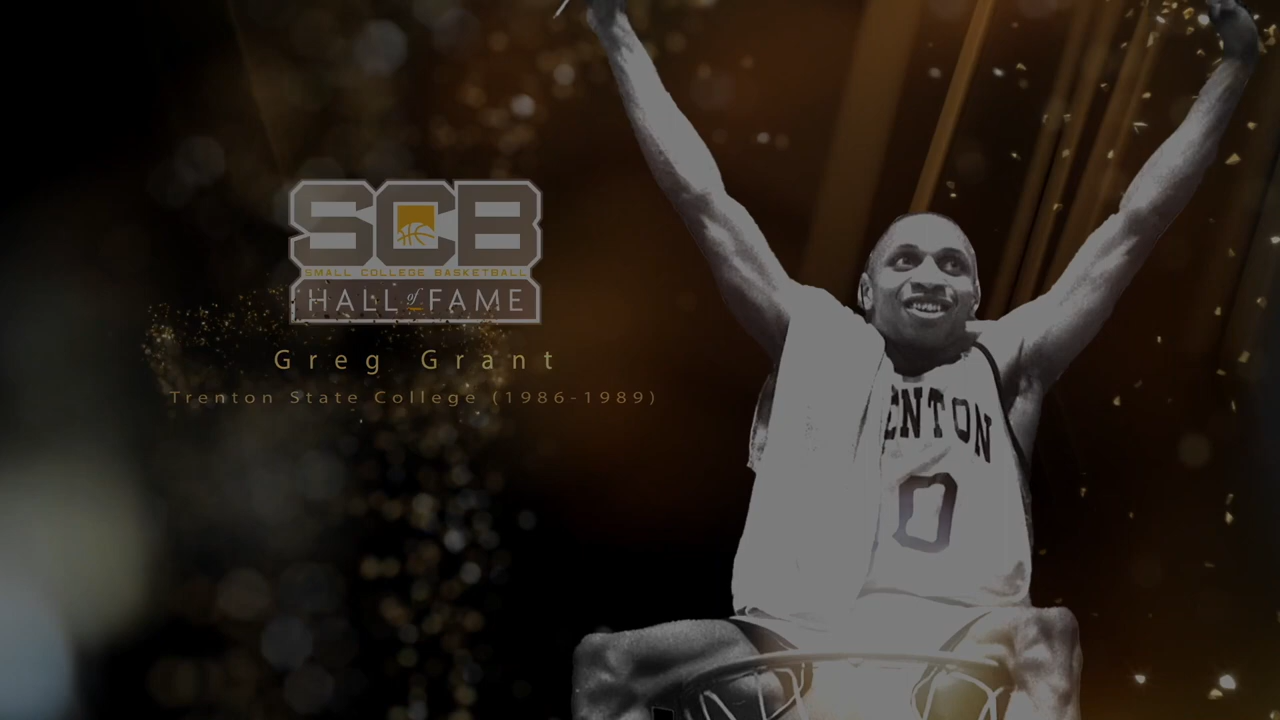 SCB
SMALL COLLEGE BASKETBALL
HALL of FAME
Greg Grant
Trenton State College (1986-1989)
ENTON
0